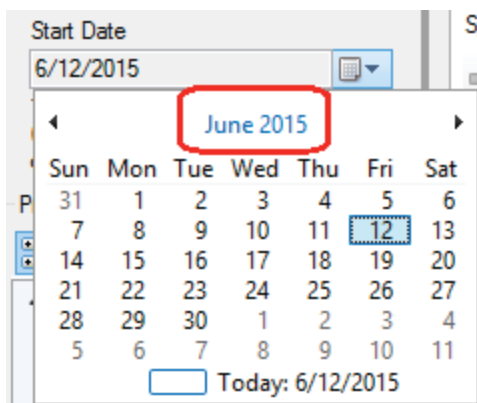 Start Date
S
6/12/2015
June 2015
Sun Mon Tue Wed Thu Fri Sat
31 1 2 3 4 5 6
7 8 9 10 11 12 13
14 15 16 17 18 19 20
21 22 23 24 25 26 27
28 29 30 1 2 3 4
5 6 7 8 9 10 11
Today: 6/12/2015